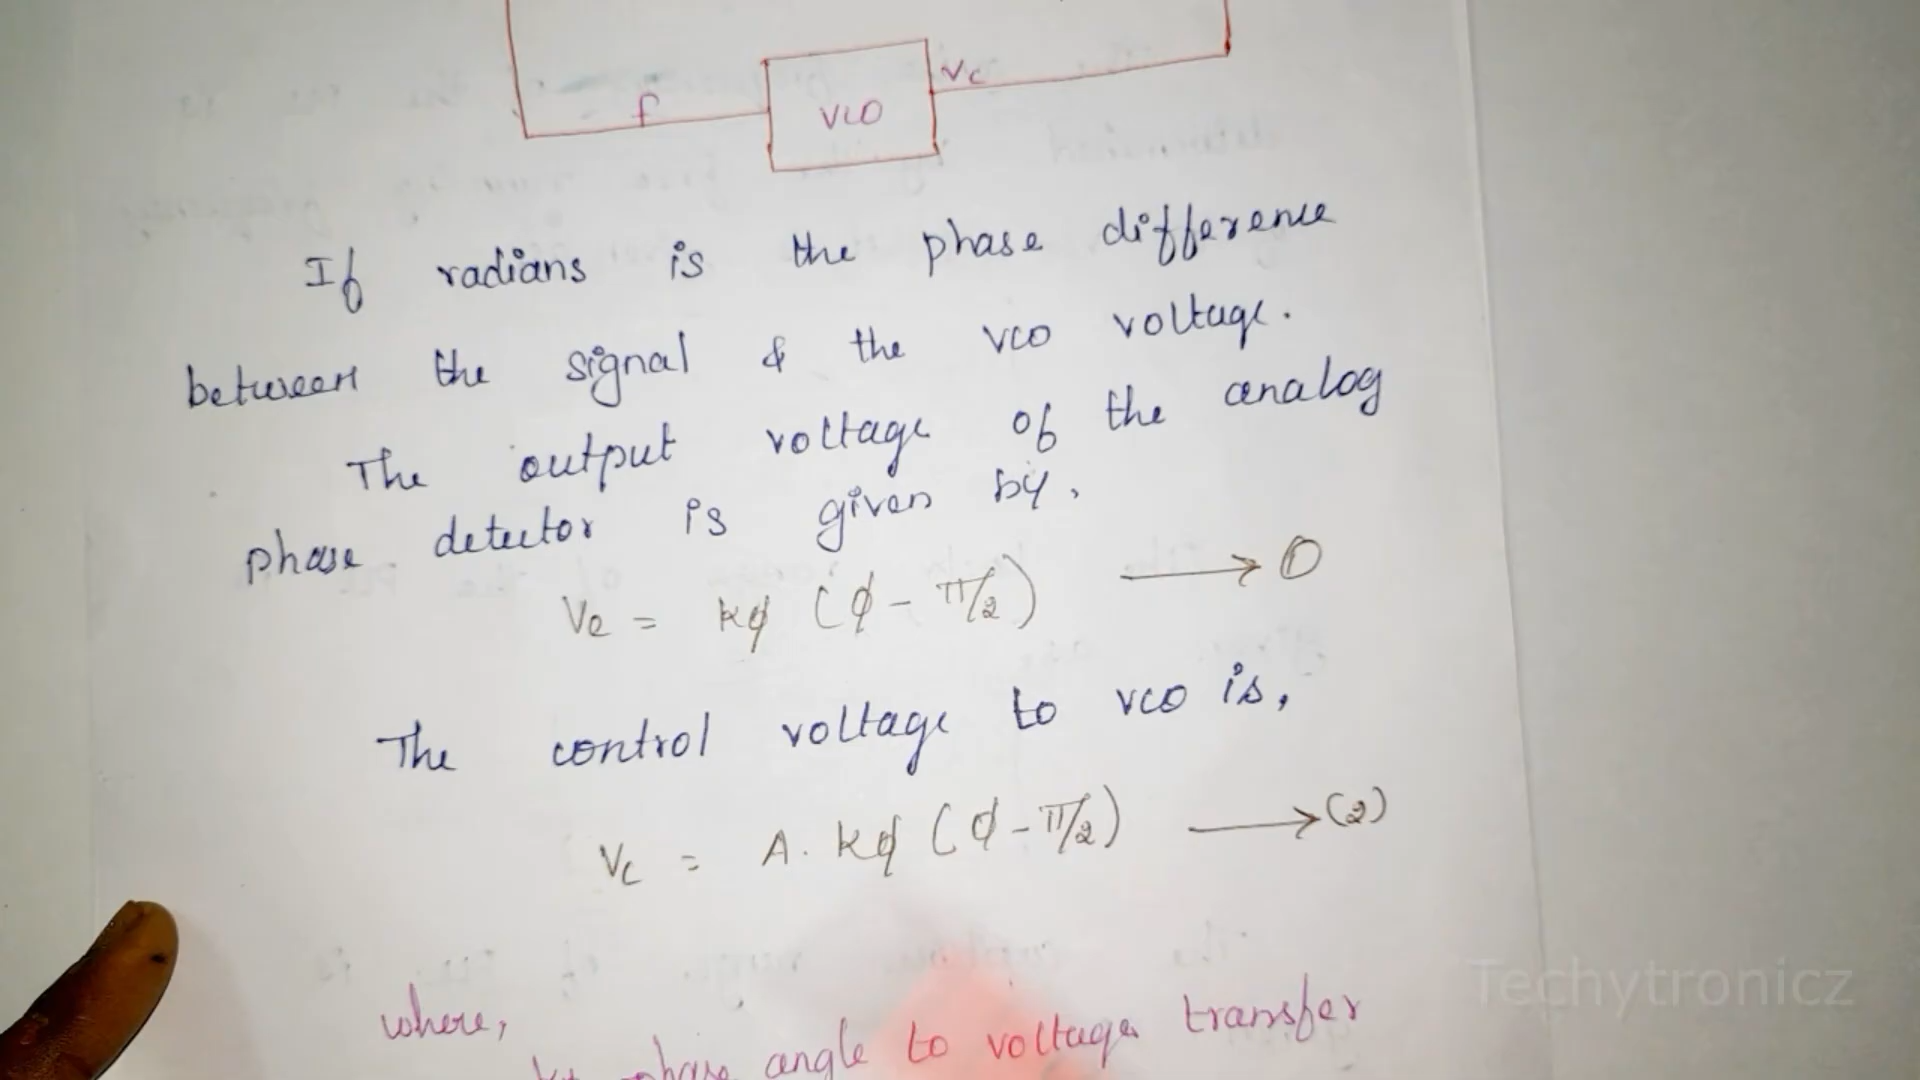 Vc
f
VCO
If radians is the phase difference
between the signal & the VCO voltage.
The output voltage of the analog
phase detector is given by,
Ve = kϕ (ϕ - π/2) → ①
The control voltage to VCO is,
Vc = A. kϕ (ϕ - π/2) → (2)
where,
phase angle to voltage transfer
Techytronicz